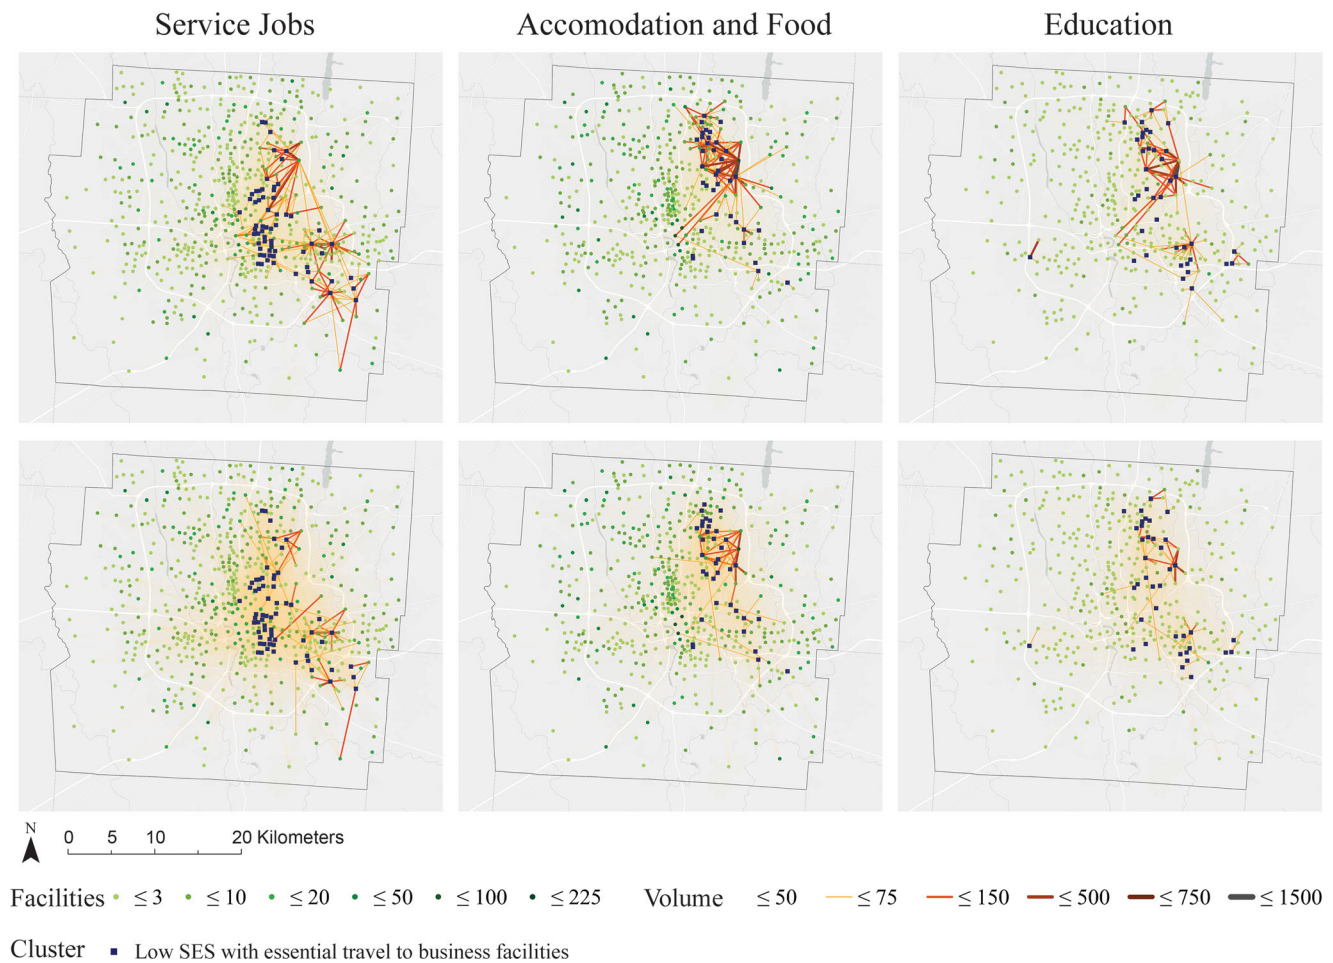 Service Jobs
Accomodation and Food
Education
N
0 5 10 20 Kilometers
Facilities ≤ 3 ≤ 10 ≤ 20 ≤ 50 ≤ 100 ≤ 225 Volume ≤ 50 ≤ 75 ≤ 150 ≤ 500 ≤ 750 ≤ 1500
Cluster Low SES with essential travel to business facilities